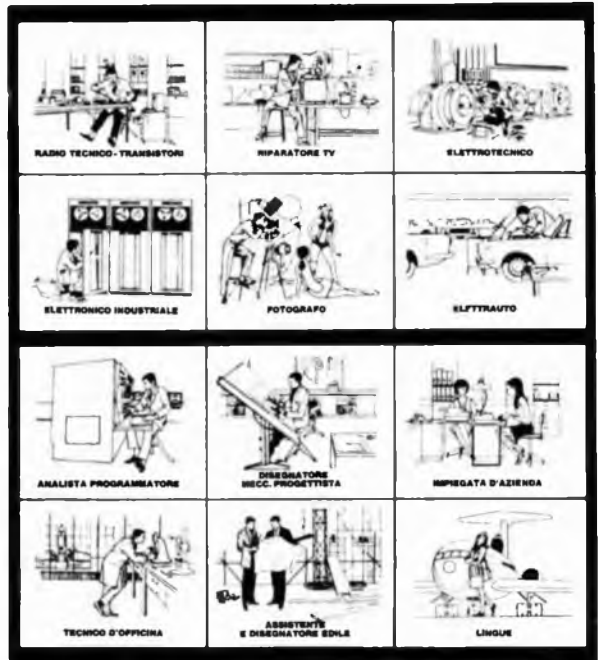 RADIO TECNICO - TRANSISTORI
RIPARATORE TV
ELETTROTECNICO
ELETTRONICO INDUSTRIALE
FOTOGRAFO
ELETTRAUTO
ANALISTA PROGRAMMATORE
DISEGNATORE
MECC. PROGETTISTA
IMPIEGATA D'AZIENDA
TECNICO D'OFFICINA
ASSISTENTE
E DISEGNATORE EDILE
LINGUE